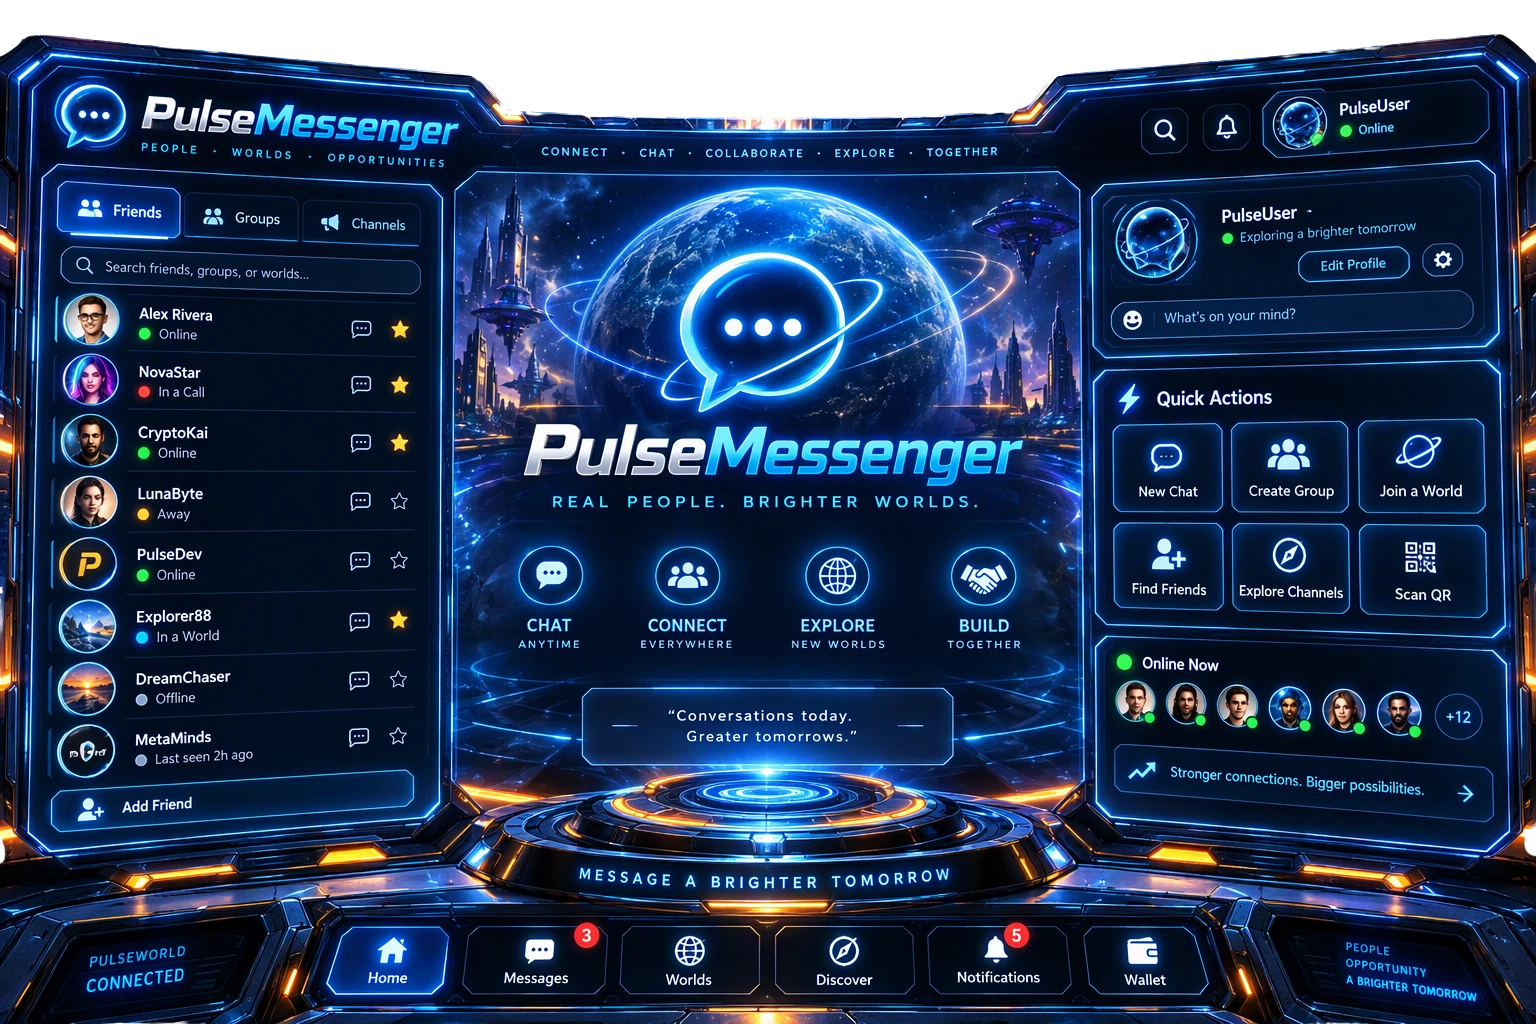 PulseMessenger
PEOPLE · WORLDS · OPPORTUNITIES
CONNECT · CHAT · COLLABORATE · EXPLORE · TOGETHER
PulseUser
Online
Friends
Groups
Channels
Search friends, groups, or worlds...
Alex Rivera
Online
NovaStar
In a Call
CryptoKai
Online
LunaByte
Away
PulseDev
Online
Explorer88
In a World
DreamChaser
Offline
MetaMinds
Last seen 2h ago
Add Friend
PulseMessenger
REAL PEOPLE. BRIGHTER WORLDS.
CHAT
ANYTIME
CONNECT
EVERYWHERE
EXPLORE
NEW WORLDS
BUILD
TOGETHER
“Conversations today.
Greater tomorrows.”
MESSAGE A BRIGHTER TOMORROW
PulseUser
Exploring a brighter tomorrow
Edit Profile
What's on your mind?
Quick Actions
New Chat
Create Group
Join a World
Find Friends
Explore Channels
Scan QR
Online Now
+12
Stronger connections. Bigger possibilities.
PULSEWORLD
CONNECTED
Home
3
Messages
Worlds
Discover
5
Notifications
Wallet
PEOPLE
OPPORTUNITY
A BRIGHTER TOMORROW